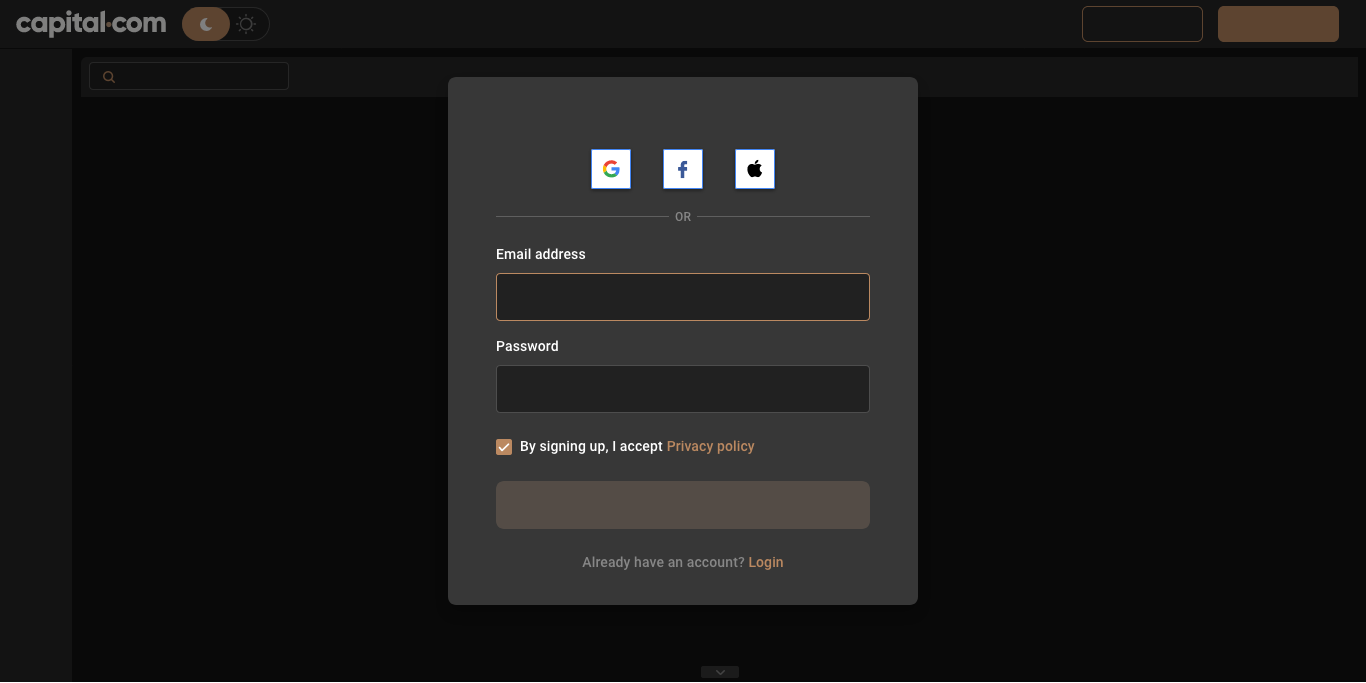 capital.com
OR
Email address
Password
By signing up, I accept Privacy policy
Already have an account? Login